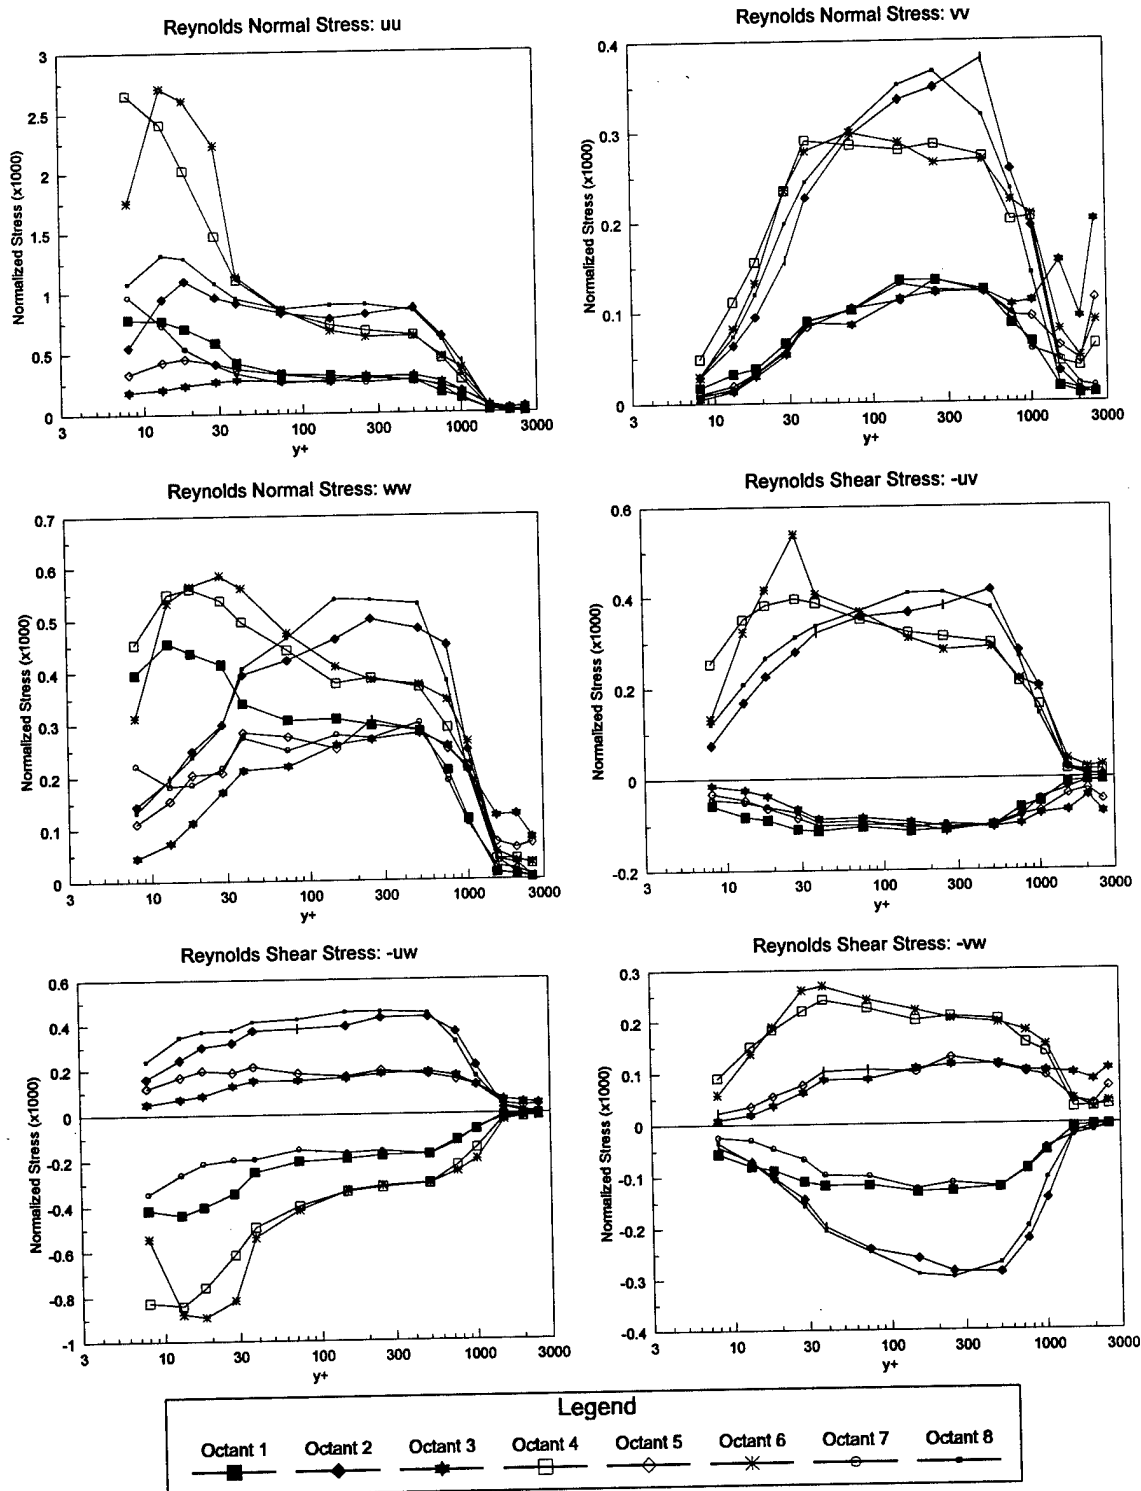 Reynolds Normal Stress: uu
Normalized Stress (x1000)
3
2.5
2
1.5
1
0.5
0
3 10 30 100 300 1000 3000
y+
Reynolds Normal Stress: vv
Normalized Stress (x1000)
0.4
0.3
0.2
0.1
0
3 10 30 100 300 1000 3000
y+
Reynolds Normal Stress: ww
Normalized Stress (x1000)
0.7
0.6
0.5
0.4
0.3
0.2
0.1
0
3 10 30 100 300 1000 3000
y+
Reynolds Shear Stress: -uv
Normalized Stress (x1000)
0.6
0.4
0.2
0
-0.2
3 10 30 100 300 1000 3000
y+
Reynolds Shear Stress: -uw
Normalized Stress (x1000)
0.6
0.4
0.2
0
-0.2
-0.4
-0.6
-0.8
-1
3 10 30 100 300 1000 3000
y+
Reynolds Shear Stress: -vw
Normalized Stress (x1000)
0.3
0.2
0.1
0
-0.1
-0.2
-0.3
-0.4
3 10 30 100 300 1000 3000
y+
Legend
Octant 1 Octant 2 Octant 3 Octant 4 Octant 5 Octant 6 Octant 7 Octant 8